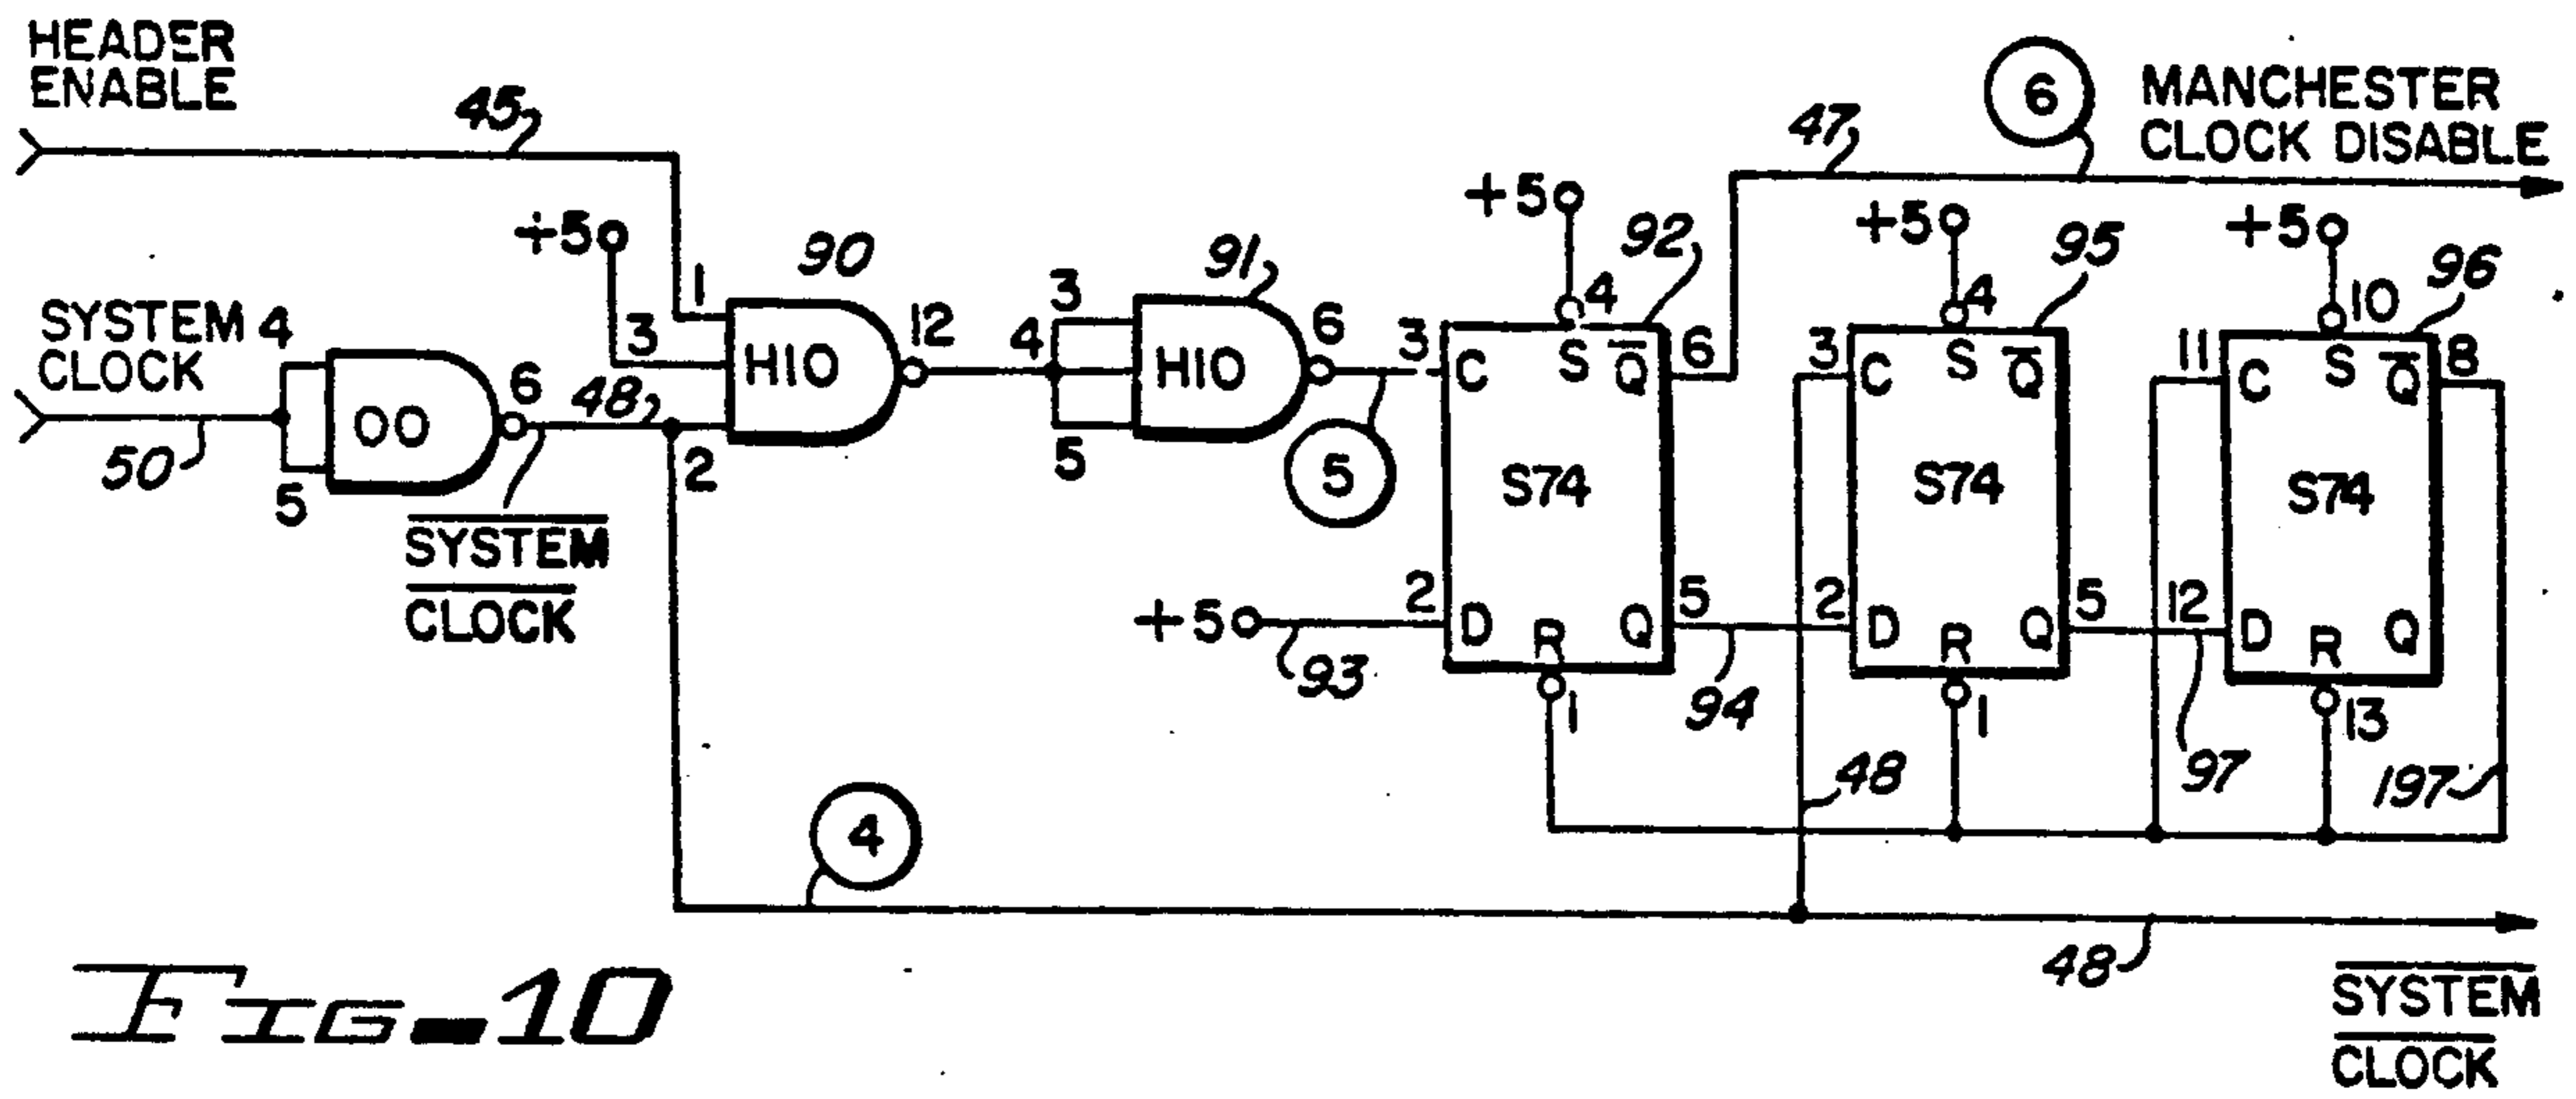 HEADER
ENABLE
45
+5
3
1
90
12
H10
SYSTEM
CLOCK
4
50
5
00
6
48
2
SYSTEM
CLOCK
3
4
5
91
H10
6
5
+5
4
92
3
C
S
Q
6
S74
+5
93
2
D
R
Q
5
1
94
47
6
MANCHESTER
CLOCK DISABLE
+5
4
95
3
C
S
Q
S74
2
D
R
Q
5
1
48
+5
10
96
11
C
S
Q
8
S74
12
D
R
Q
13
97
197
4
48
SYSTEM
CLOCK
FIG-10